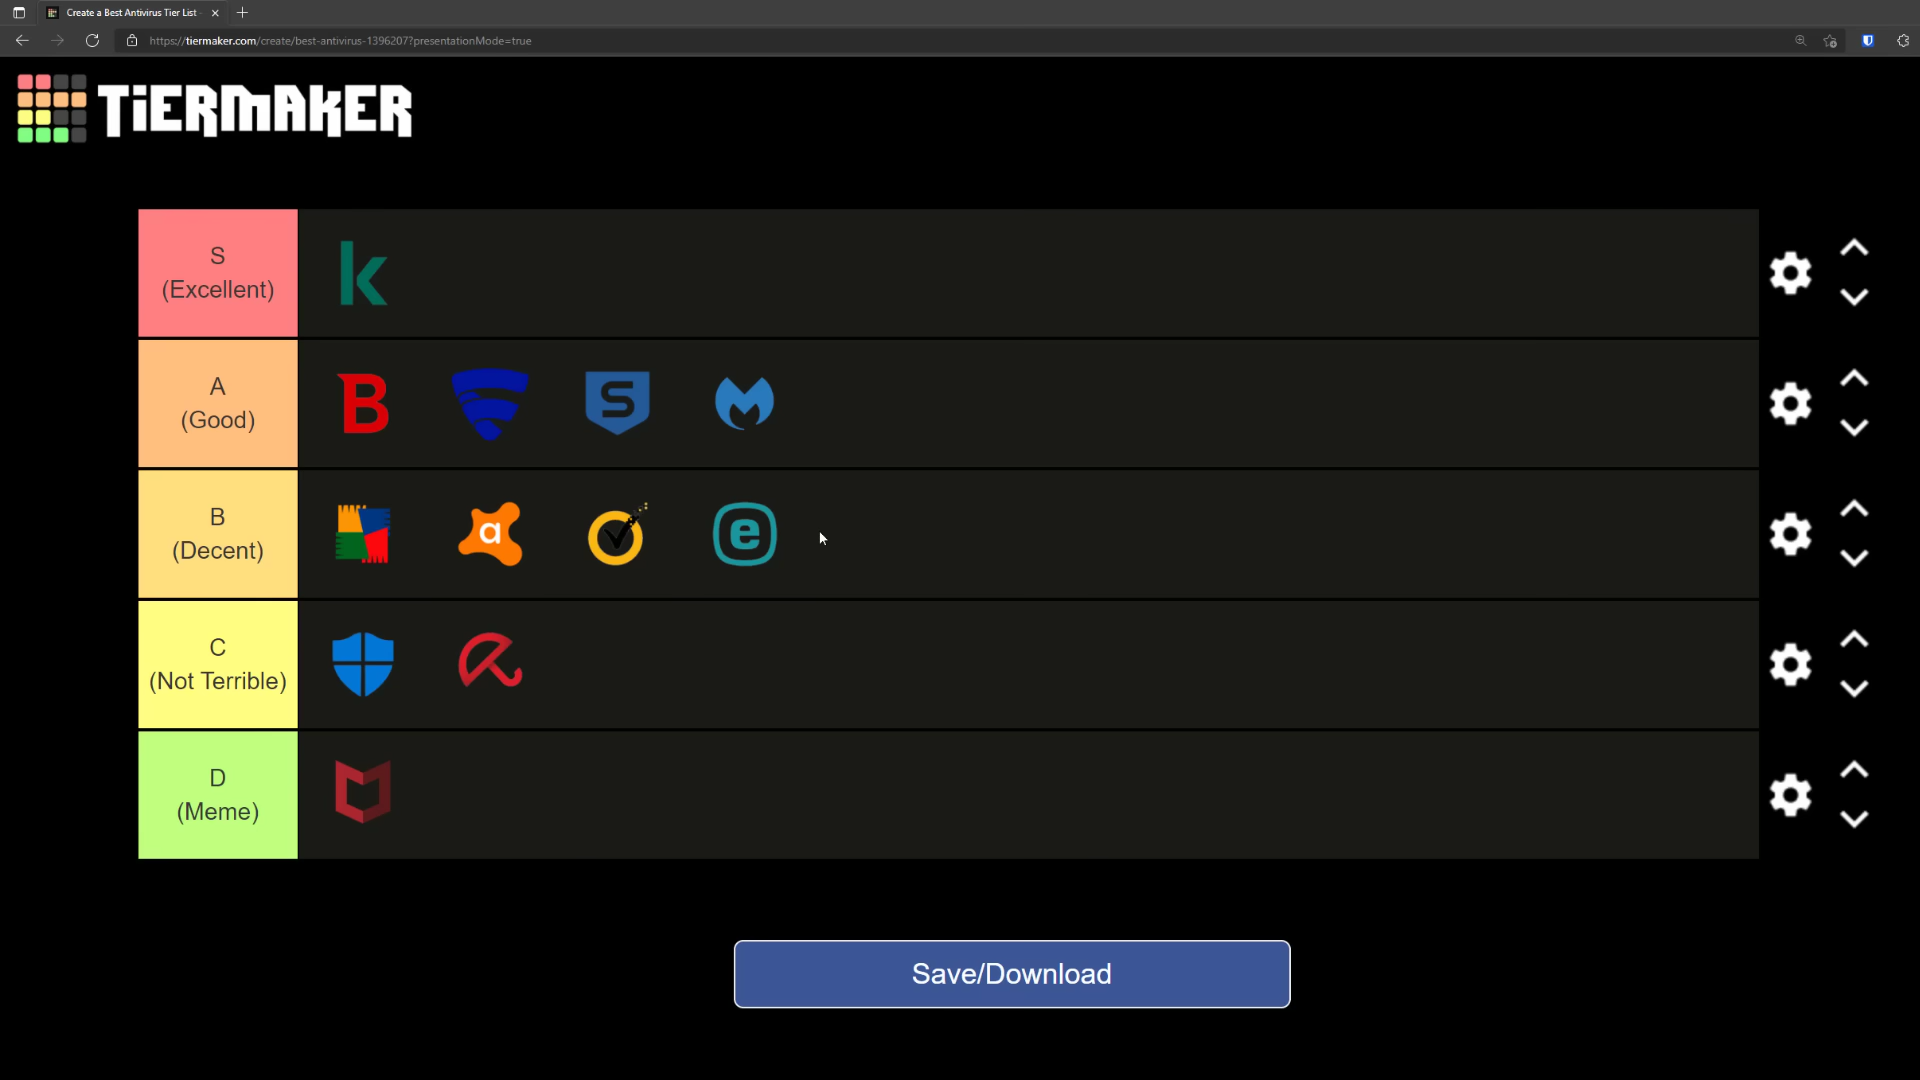 Create a Best Antivirus Tier List
https://tiermaker.com/create/best-antivirus-1396207?presentationMode=true
TiERMAKER
S
(Excellent)
k
A
(Good)
B
S
B
(Decent)
a
e
C
(Not Terrible)
D
(Meme)
Save/Download